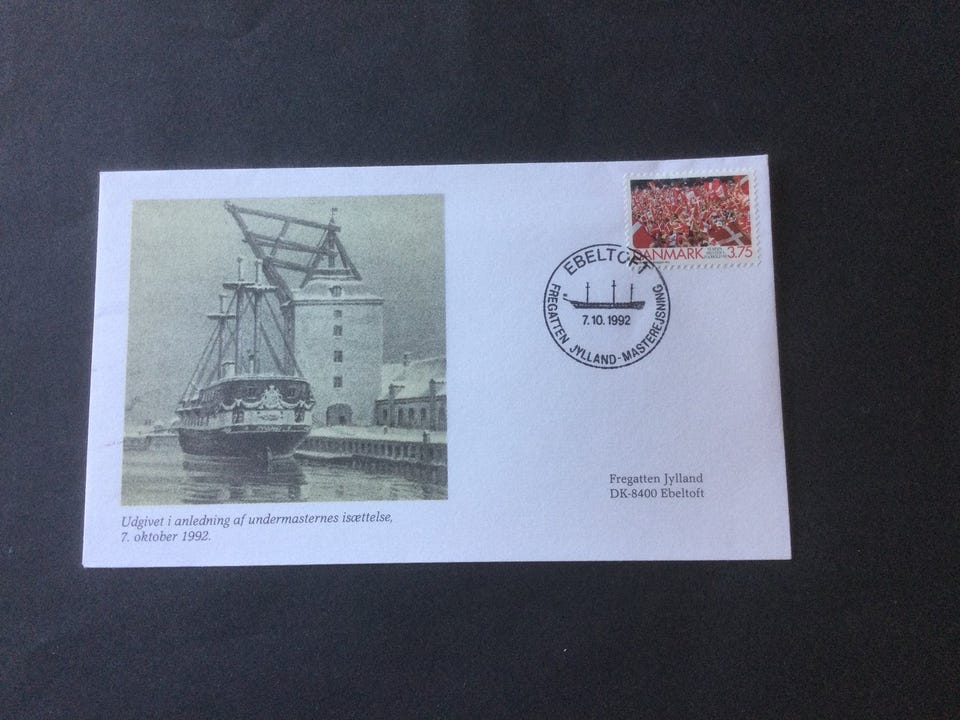 DANMARK 3.75
EBELTOFT
7.10.1992
FREGATTEN JYLLAND-MASTEREJSNING
Fregatten Jylland
DK-8400 Ebeltoft
Udgivet i anledning af undermasternes isættelse,
7. oktober 1992.